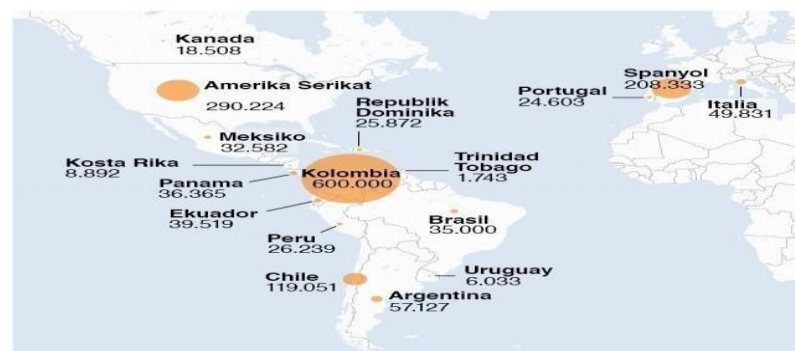 Kanada
18.508
Amerika Serikat
290.224
Republik
Dominika
25.872
Portugal
24.603
Spanyol
208.333
Italia
49.831
Meksiko
32.582
Kosta Rika
8.892
Panama
36.365
Kolombia
600.000
Trinidad
Tobago
1.743
Ekuador
39.519
Brasil
35.000
Peru
26.239
Chile
119.051
Uruguay
6.033
Argentina
57.127